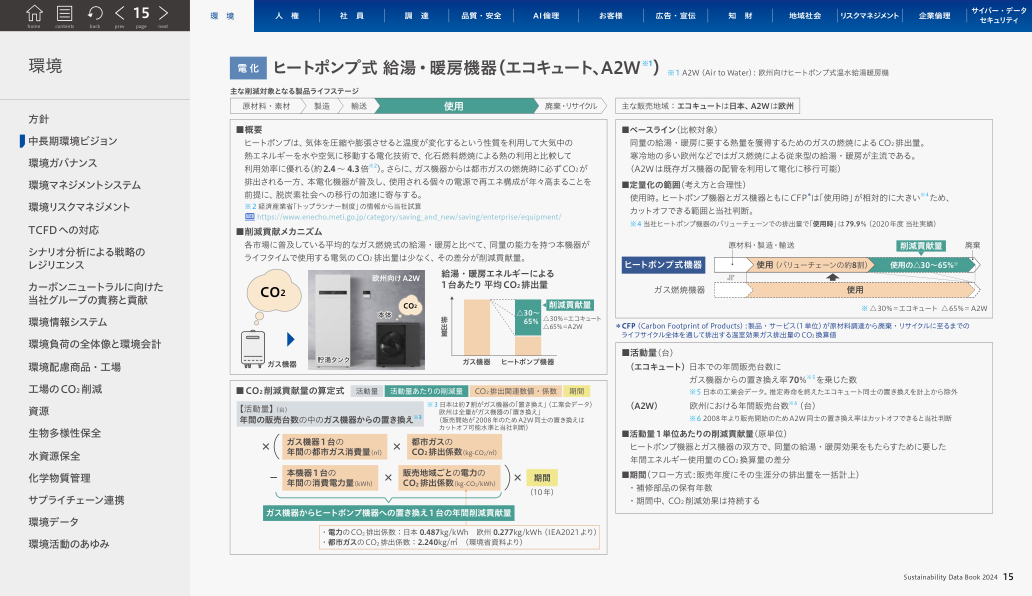 home contents back prev 15 page next
環 境 人 権 社 員 調 達 品質・安全 AI倫理 お客様 広告・宣伝 知 財 地域社会 リスクマネジメント 企業倫理 サイバー・データセキュリティ
環境
方針
中長期環境ビジョン
環境ガバナンス
環境マネジメントシステム
環境リスクマネジメント
TCFDへの対応
シナリオ分析による戦略の
レジリエンス
カーボンニュートラルに向けた
当社グループの責務と貢献
環境情報システム
環境負荷の全体像と環境会計
環境配慮商品・工場
工場のCO2削減
資源
生物多様性保全
水資源保全
化学物質管理
サプライチェーン連携
環境データ
環境活動のあゆみ
電化 ヒートポンプ式 給湯・暖房機器(エコキュート、A2W※1)
※1 A2W(Air to Water):欧州向けヒートポンプ式温水給湯暖房機
主な削減対象となる製品ライフステージ
原材料・素材 製造 輸送 使用 廃棄・リサイクル
主な販売地域:エコキュートは日本、A2Wは欧州
■概要
ヒートポンプは、気体を圧縮や膨張させると温度が変化するという性質を利用して大気中の
熱エネルギーを水や空気に移動する電化技術で、化石燃料燃焼による熱の利用と比較して
利用効率に優れる(約2.4 〜 4.3倍※2)。さらに、ガス機器からは都市ガスの燃焼時に必ずCO2が
排出される一方、本電化機器が普及し、使用される個々の電源で再エネ構成が年々高まることを
前提に、脱炭素社会への移行の加速に寄与する。
※2 経済産業省「トップランナー制度」の情報から当社試算
https://www.enecho.meti.go.jp/category/saving_and_new/saving/enterprise/equipment/
■削減貢献メカニズム
各市場に普及している平均的なガス燃焼式の給湯・暖房と比べて、同量の能力を持つ本機器が
ライフタイムで使用する電気のCO2排出量は少なく、その差分が削減貢献量。
CO2
ガス機器
貯湯タンク
欧州向けA2W
本体
CO2
給湯・暖房エネルギーによる
1台あたり 平均CO2排出量
排出量
△30〜
65%
削減貢献量
△30%=エコキュート
△65%=A2W
ガス機器 ヒートポンプ機器
■CO2削減貢献量の算定式 活動量 活動量あたりの削減量 CO2排出関連数値・係数 期間
【活動量】(台)
年間の販売台数の中のガス機器からの置き換え※3
※3 日本は約7割がガス機器の「置き換え」(工業会データ)
欧州は全量がガス機器の「置き換え」
(販売開始が2008年のためA2W同士の置き換えは
カットオフ可能水準と当社判断)
×
(
ガス機器1台の
年間の都市ガス消費量(㎥)
×
都市ガスの
CO2排出係数(kg-CO2/㎥)
−
本機器1台の
年間の消費電力量(kWh)
×
販売地域ごとの電力の
CO2排出係数(kg-CO2/kWh)
)
×
期間
(10年)
ガス機器からヒートポンプ機器への置き換え1台の年間削減貢献量
・電力のCO2排出係数:日本 0.487kg/kWh 欧州 0.277kg/kWh (IEA2021より)
・都市ガスのCO2排出係数:2.240kg/㎥ (環境省資料より)
■ベースライン(比較対象)
同量の給湯・暖房に要する熱量を獲得するためのガスの燃焼によるCO2排出量。
寒冷地の多い欧州などではガス燃焼による従来型の給湯・暖房が主流である。
(A2Wは既存ガス機器の配管を利用して電化に移行可能)
■定量化の範囲(考え方と合理性)
使用時。ヒートポンプ機器とガス機器ともにCFP*は「使用時」が相対的に大きい※4ため、
カットオフできる範囲と当社判断。
※4 当社ヒートポンプ機器のバリューチェーンでの排出量で「使用時」は79.9%(2020年度 当社実績)
原材料・製造・輸送 削減貢献量 廃棄
ヒートポンプ式機器 使用(バリューチェーンの約8割) 使用の△30〜65%※
ガス燃焼機器 使用
※ △30%=エコキュート △65%=A2W
*CFP(Carbon Footprint of Products):製品・サービス(1単位)が原材料調達から廃棄・リサイクルに至るまでの
ライフサイクル全体を通して排出する温室効果ガス排出量のCO2換算値
■活動量(台)
(エコキュート) 日本での年間販売台数に
ガス機器からの置き換え率70%※5を乗じた数
※5 日本の工業会データ。推定寿命を終えたエコキュート同士の置き換えを計上から除外
(A2W) 欧州における年間販売台数※6(台)
※6 2008年より販売開始のためA2W同士の置き換え率はカットオフできると当社判断
■活動量1単位あたりの削減貢献量(原単位)
ヒートポンプ機器とガス機器の双方で、同量の給湯・暖房効果をもたらすために要した
年間エネルギー使用量のCO2換算量の差分
■期間(フロー方式:販売年度にその生涯分の排出量を一括計上)
・補修部品の保有年数
・期間中、CO2削減効果は持続する
Sustainability Data Book 2024 15